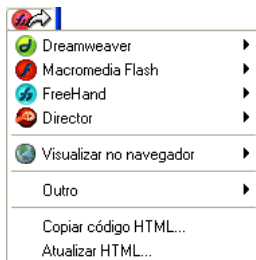 Dreamweaver
Macromedia Flash
FreeHand
Director
Visualizar no navegador
Outro
Copiar código HTML...
Atualizar HTML...